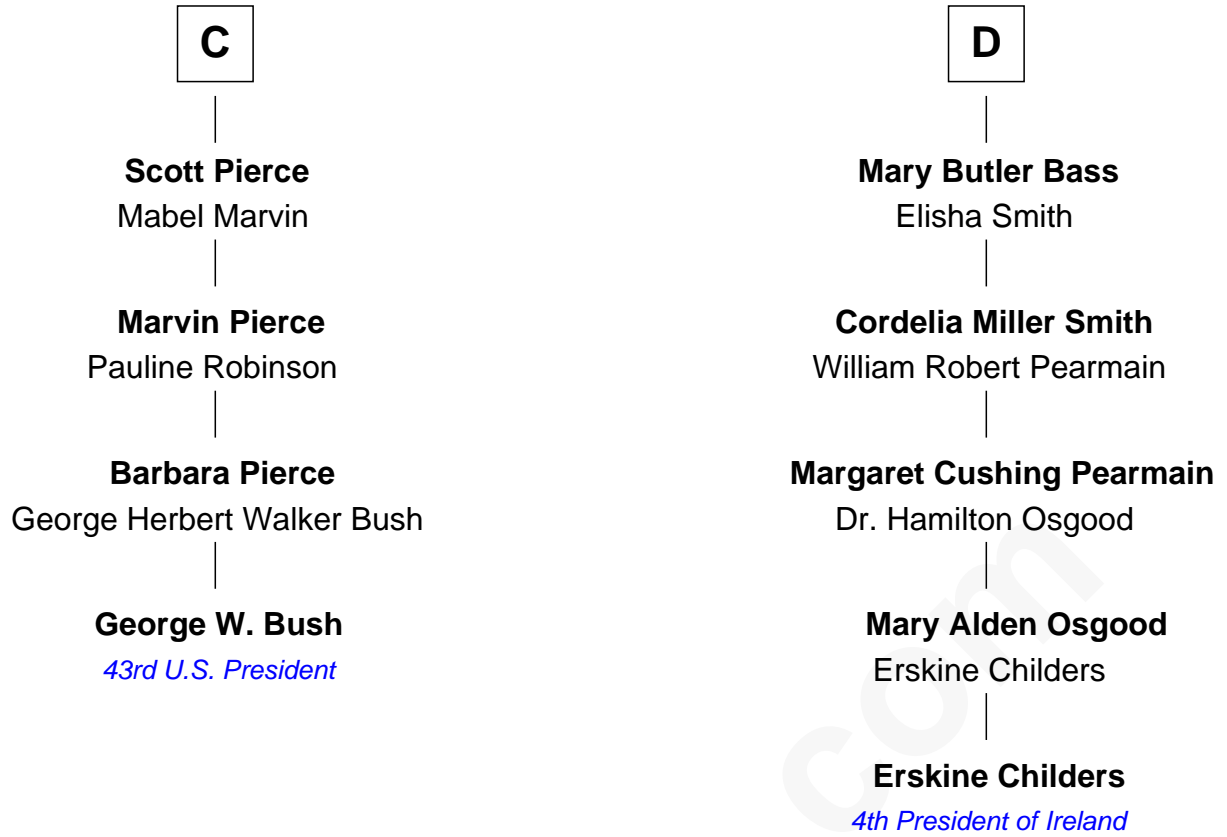 C
Scott Pierce
Mabel Marvin
Marvin Pierce
Pauline Robinson
Barbara Pierce
George Herbert Walker Bush
George W. Bush
43rd U.S. President
D
Mary Butler Bass
Elisha Smith
Cordelia Miller Smith
William Robert Pearmain
Margaret Cushing Pearmain
Dr. Hamilton Osgood
Mary Alden Osgood
Erskine Childers
Erskine Childers
4th President of Ireland
com